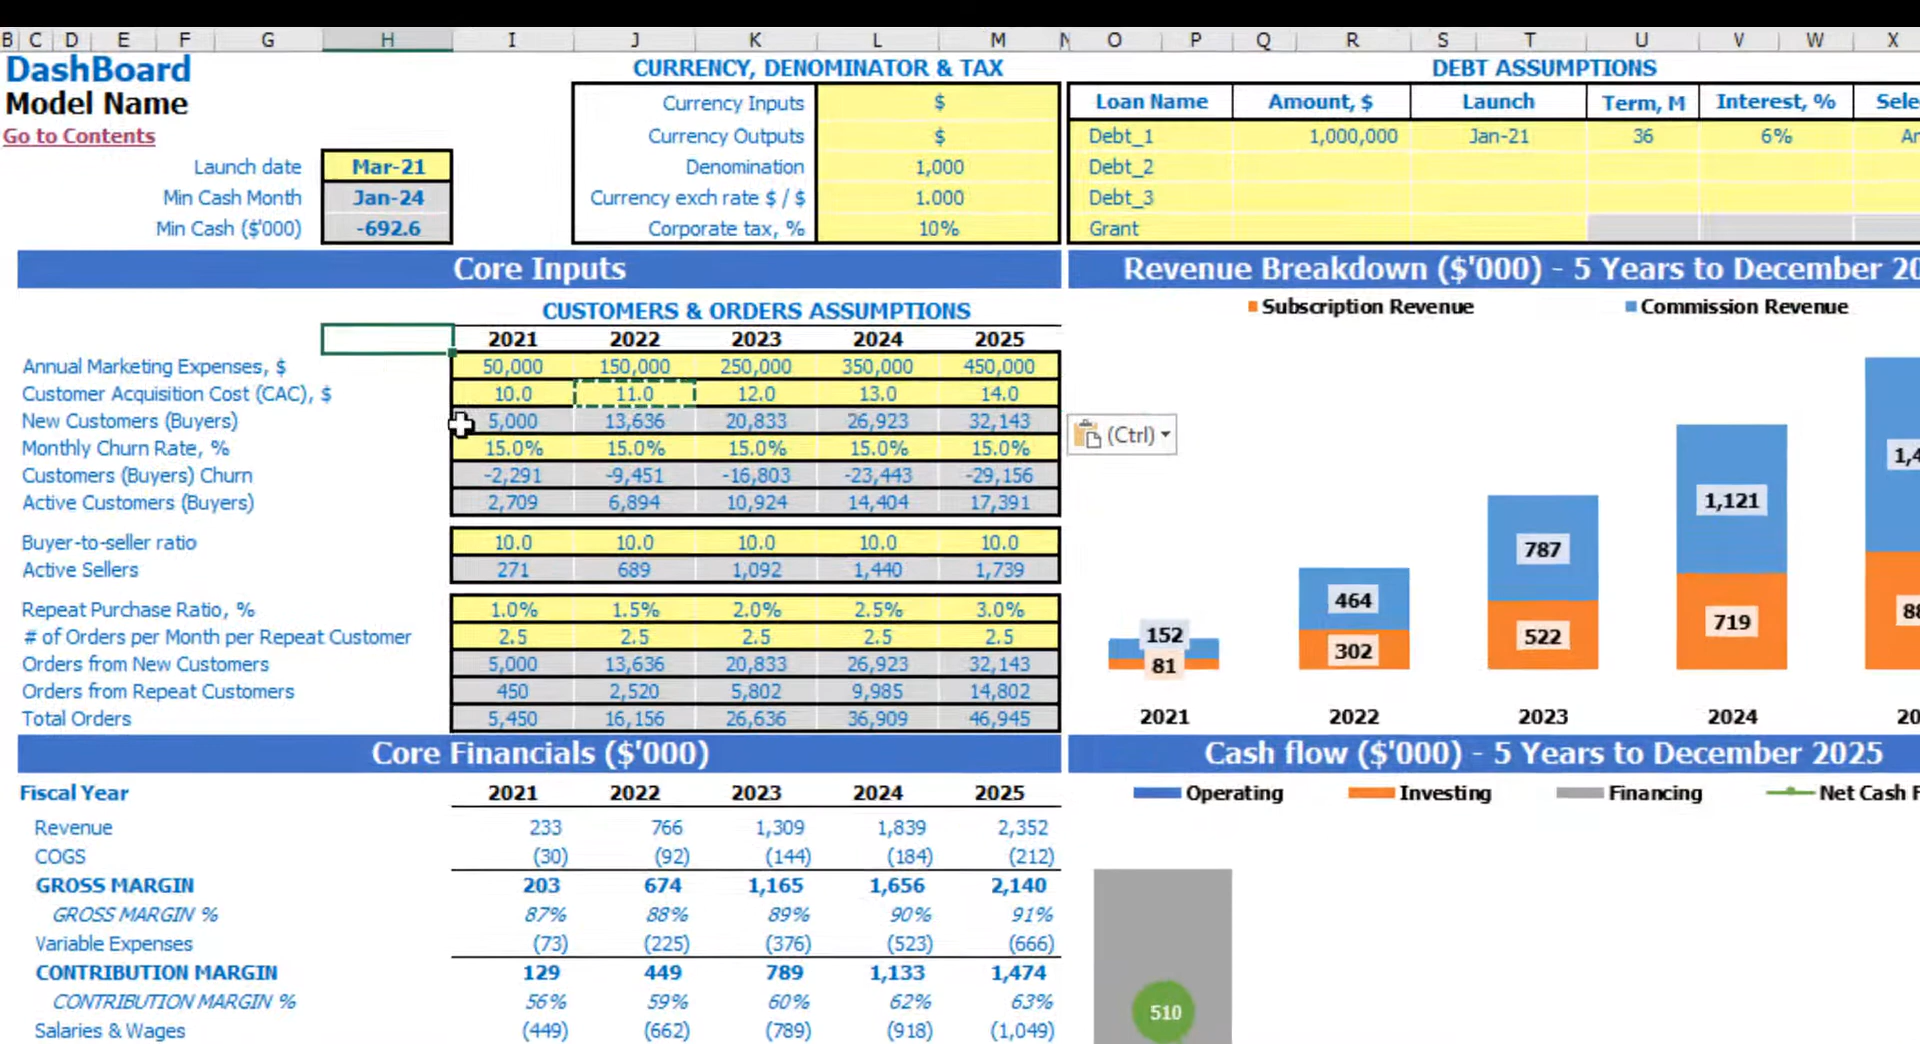 B C D E F G H I J K L M N O P Q R S T U V W X
DashBoard
Model Name
Go to Contents
Launch date Mar-21
Min Cash Month Jan-24
Min Cash ($'000) -692.6
CURRENCY, DENOMINATOR & TAX
Currency Inputs $
Currency Outputs $
Denomination 1,000
Currency exch rate $ / $ 1.000
Corporate tax, % 10%
DEBT ASSUMPTIONS
Loan Name Amount, $ Launch Term, M Interest, % Sele
Debt_1 1,000,000 Jan-21 36 6% An
Debt_2
Debt_3
Grant
Core Inputs
CUSTOMERS & ORDERS ASSUMPTIONS
2021 2022 2023 2024 2025
Annual Marketing Expenses, $ 50,000 150,000 250,000 350,000 450,000
Customer Acquisition Cost (CAC), $ 10.0 11.0 12.0 13.0 14.0
New Customers (Buyers) 5,000 13,636 20,833 26,923 32,143
Monthly Churn Rate, % 15.0% 15.0% 15.0% 15.0% 15.0%
Customers (Buyers) Churn -2,291 -9,451 -16,803 -23,443 -29,156
Active Customers (Buyers) 2,709 6,894 10,924 14,404 17,391
Buyer-to-seller ratio 10.0 10.0 10.0 10.0 10.0
Active Sellers 271 689 1,092 1,440 1,739
Repeat Purchase Ratio, % 1.0% 1.5% 2.0% 2.5% 3.0%
# of Orders per Month per Repeat Customer 2.5 2.5 2.5 2.5 2.5
Orders from New Customers 5,000 13,636 20,833 26,923 32,143
Orders from Repeat Customers 450 2,520 5,802 9,985 14,802
Total Orders 5,450 16,156 26,636 36,909 46,945
Revenue Breakdown ($'000) - 5 Years to December 20
Subscription Revenue Commission Revenue
(Ctrl)
1,4
1,121
787
464
152
88
719
522
302
81
2021 2022 2023 2024 20
Core Financials ($'000)
Fiscal Year 2021 2022 2023 2024 2025
Revenue 233 766 1,309 1,839 2,352
COGS (30) (92) (144) (184) (212)
GROSS MARGIN 203 674 1,165 1,656 2,140
GROSS MARGIN % 87% 88% 89% 90% 91%
Variable Expenses (73) (225) (376) (523) (666)
CONTRIBUTION MARGIN 129 449 789 1,133 1,474
CONTRIBUTION MARGIN % 56% 59% 60% 62% 63%
Salaries & Wages (449) (662) (789) (918) (1,049)
Cash flow ($'000) - 5 Years to December 2025
Operating Investing Financing Net Cash F
510